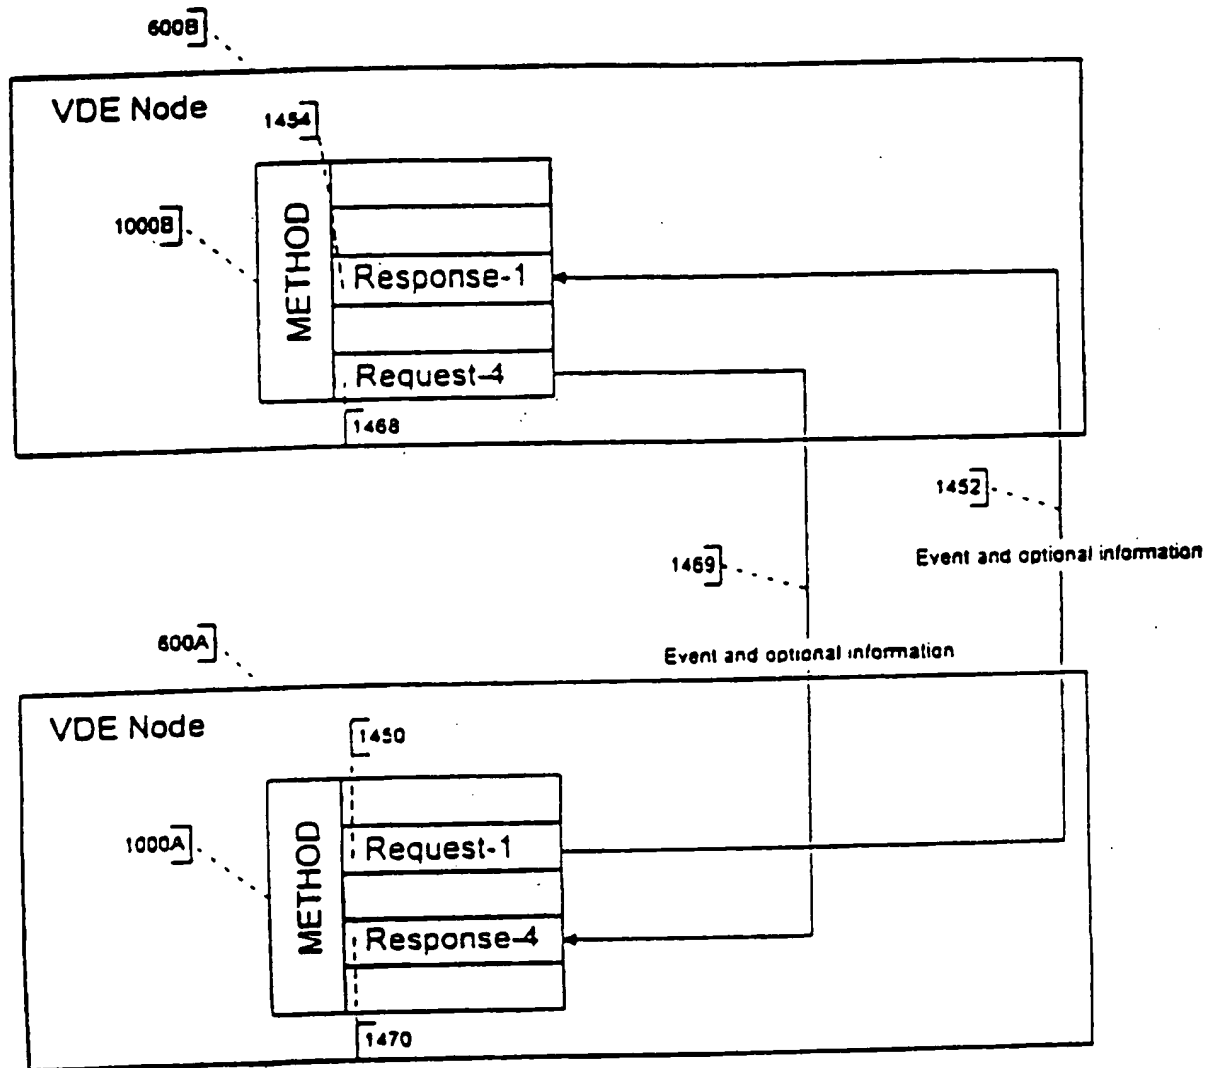 600B
VDE Node
1454
1000B
METHOD
Response-1
Request-4
1468
1452
Event and optional information
1469
600A
Event and optional information
VDE Node
1450
1000A
METHOD
Request-1
Response-4
1470